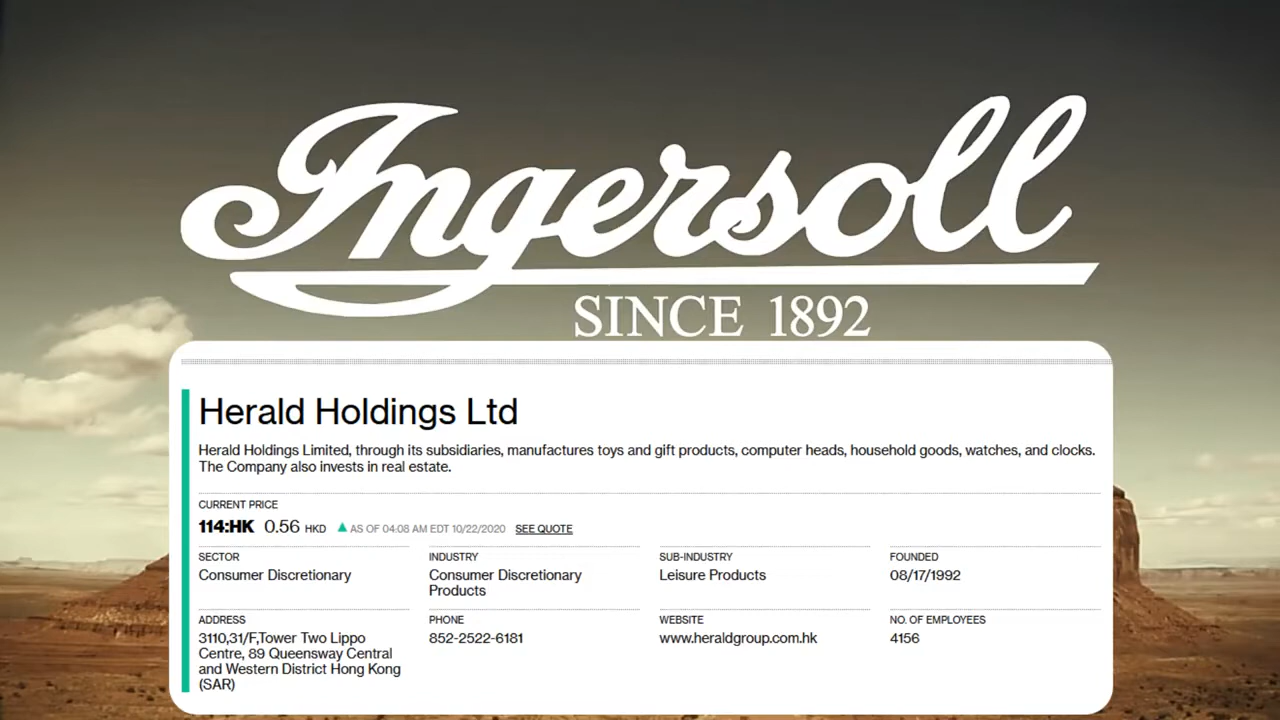 Ingersoll
SINCE 1892
Herald Holdings Ltd
Herald Holdings Limited, through its subsidiaries, manufactures toys and gift products, computer heads, household goods, watches, and clocks.
The Company also invests in real estate.
CURRENT PRICE
114:HK 0.56 HKD ▲ AS OF 04:08 AM EDT 10/22/2020 SEE QUOTE
SECTOR
Consumer Discretionary
INDUSTRY
Consumer Discretionary
Products
SUB-INDUSTRY
Leisure Products
FOUNDED
08/17/1992
ADDRESS
3110,31/F,Tower Two Lippo
Centre, 89 Queensway Central
and Western District Hong Kong
(SAR)
PHONE
852-2522-6181
WEBSITE
www.heraldgroup.com.hk
NO. OF EMPLOYEES
4156